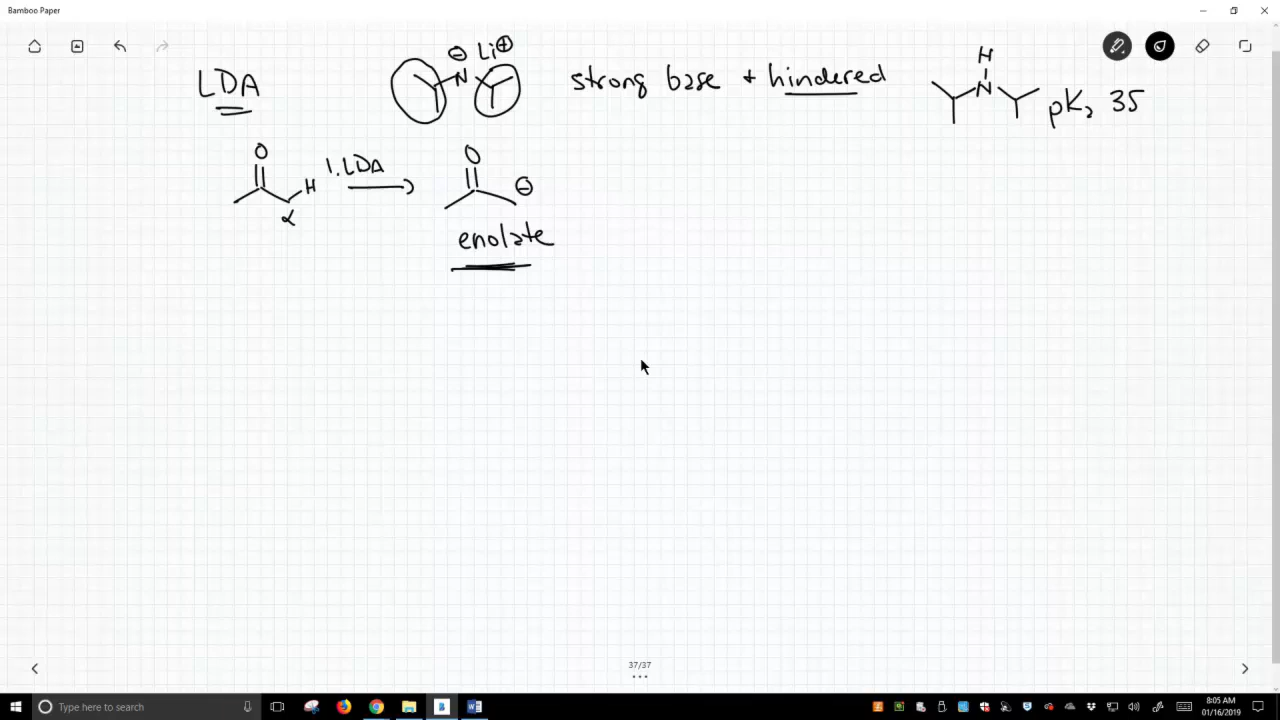 Bamboo Paper
LDA ⊖ Li⊕ N strong base + hindered H N pKa 35
O H α 1. LDA O ⊖
enolate
37/37
Type here to search
8:05 AM
01/16/2019